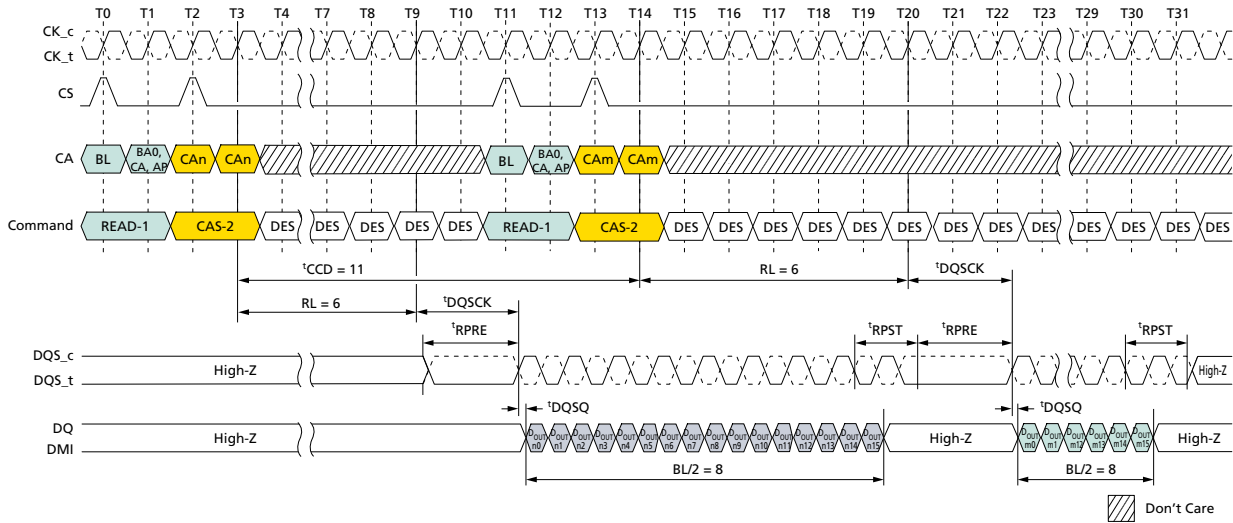 T0 T1 T2 T3 T4 T7 T8 T9 T10 T11 T12 T13 T14 T15 T16 T17 T18 T19 T20 T21 T22 T23 T29 T30 T31
CK_c
CK_t
CS
CA BL BA0, CA, AP CAn CAn BL BA0, CA, AP CAm CAm
Command READ-1 CAS-2 DES DES DES DES DES READ-1 CAS-2 DES DES DES DES DES DES DES DES DES DES DES DES DES
tCCD = 11 RL = 6 tDQSCK
RL = 6 tDQSCK
tRPRE tRPST tRPRE tRPST
DQS_c
DQS_t High-Z High-Z
tDQSQ tDQSQ
DQ
DMI High-Z DOUT n0 DOUT n1 DOUT n2 DOUT n3 DOUT n4 DOUT n5 DOUT n6 DOUT n7 DOUT n8 DOUT n9 DOUT n10 DOUT n11 DOUT n12 DOUT n13 DOUT n14 DOUT n15 High-Z DOUT m0 DOUT m1 DOUT m12 DOUT m13 DOUT m14 DOUT m15 High-Z
BL/2 = 8 BL/2 = 8
Don't Care